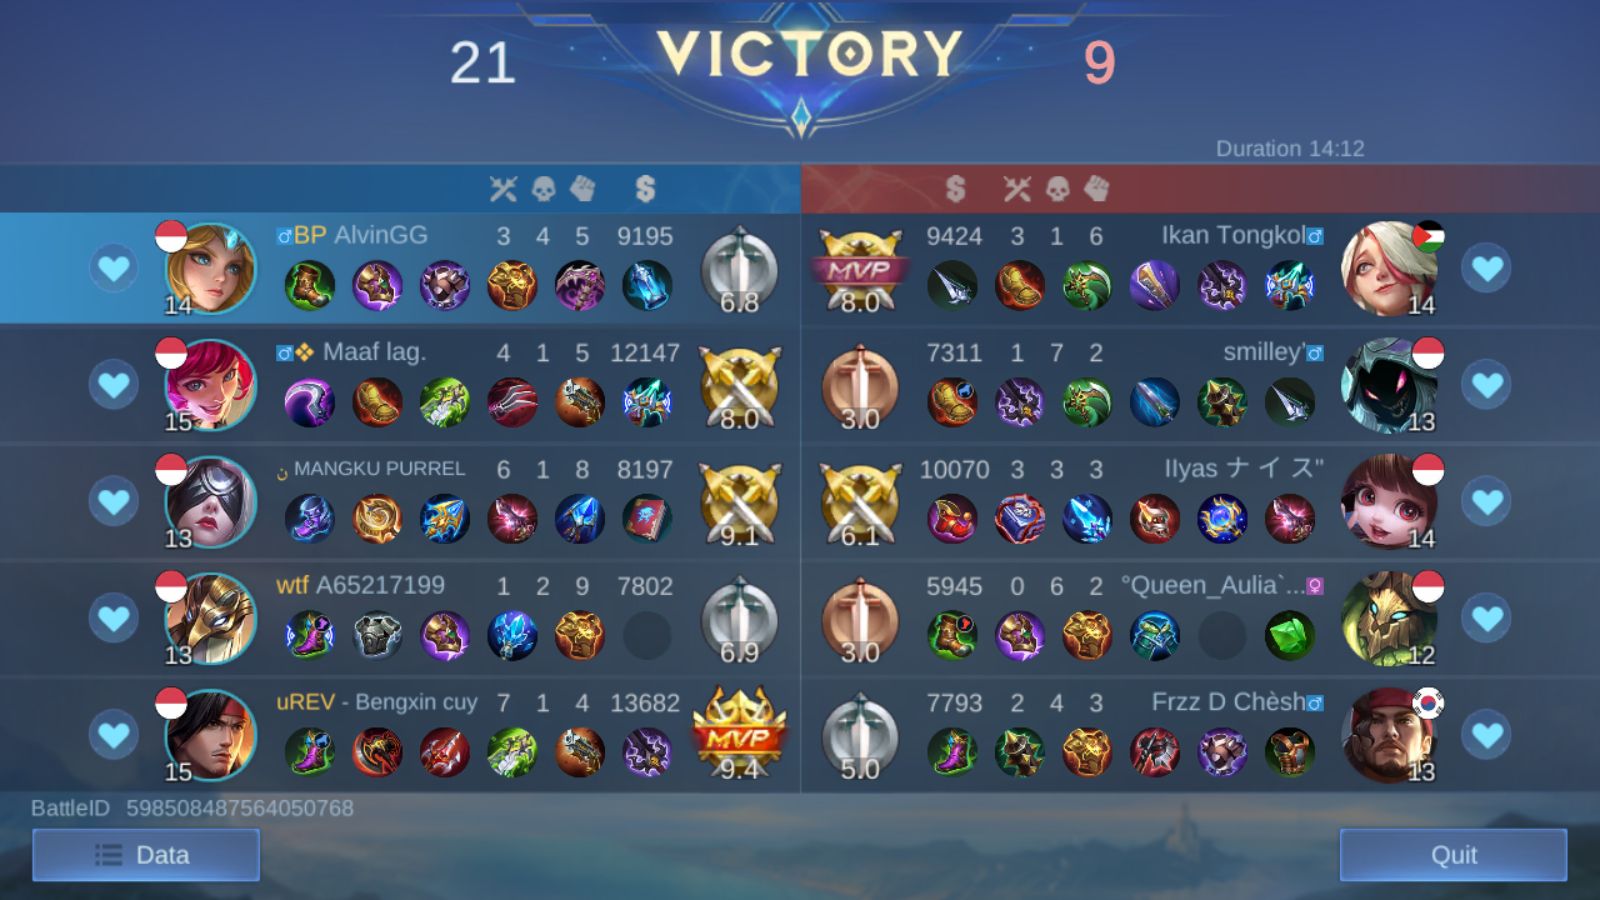 21 VICTORY 9
Duration 14:12
BP AlvinGG 3 4 5 9195
14 6.8
MVP 9424 3 1 6 Ikan Tongkol
8.0 14
Maaf lag. 4 1 5 12147
15 8.0
7311 1 7 2 smilley'
3.0 13
ن MANGKU PURREL 6 1 8 8197
13 9.1
10070 3 3 3 Ilyas ナ イ ス"
6.1 14
wtf A65217199 1 2 9 7802
13 6.9
5945 0 6 2 °Queen_Aulia`...
3.0 12
uREV - Bengxin cuy 7 1 4 13682
15 MVP 9.4
7793 2 4 3 Frzz D Chèsh
5.0 13
BattleID 598508487564050768
Data
Quit